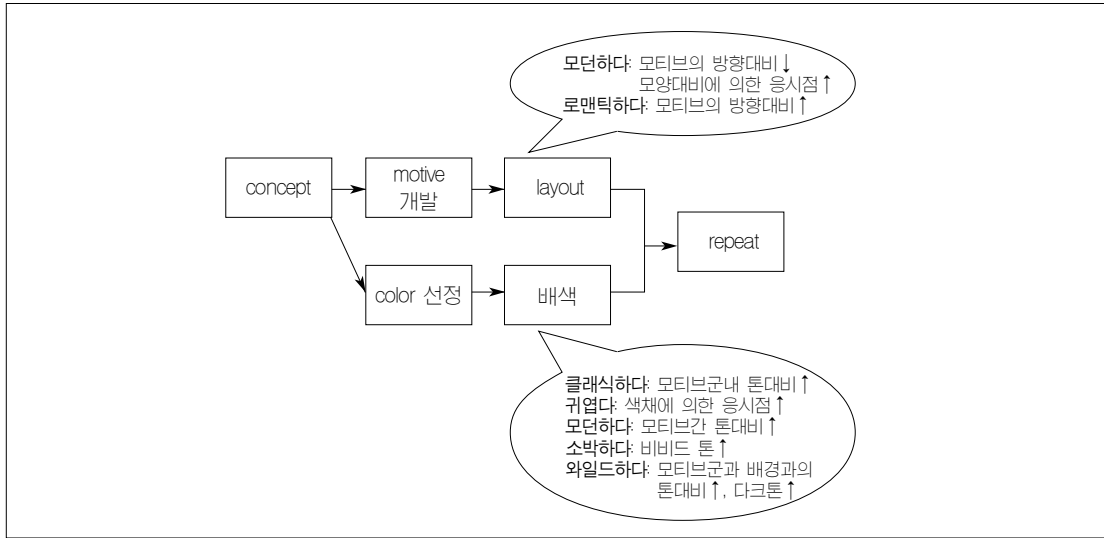 모던하다: 모티브의 방향대비↓
모양대비에 의한 응시점↑
로맨틱하다: 모티브의 방향대비↑
concept
motive
개발
layout
repeat
color 선정
배색
클래식하다: 모티브군내 톤대비↑
귀엽다: 색채에 의한 응시점↑
모던하다: 모티브간 톤대비↑
소박하다: 비비드 톤↑
와일드하다: 모티브군과 배경과의
톤대비↑, 다크톤↑